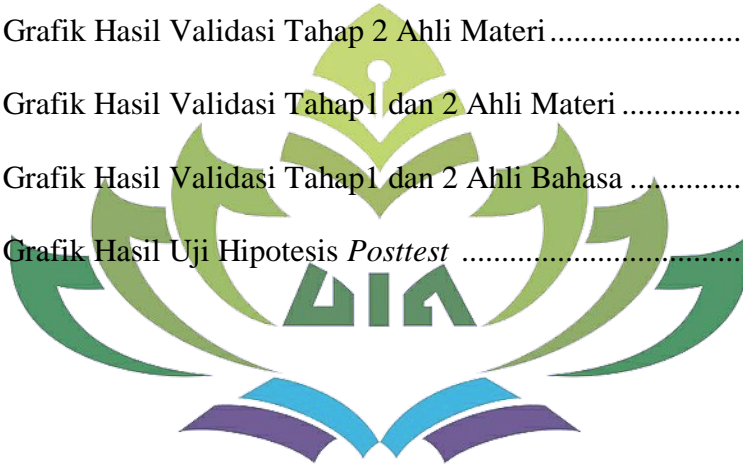 Grafik Hasil Validasi Tahap 2 Ahli Materi.......................
Grafik Hasil Validasi Tahap1 dan 2 Ahli Materi ..............
Grafik Hasil Validasi Tahap1 dan 2 Ahli Bahasa .............
Grafik Hasil Uji Hipotesis Posttest .................................
UIN